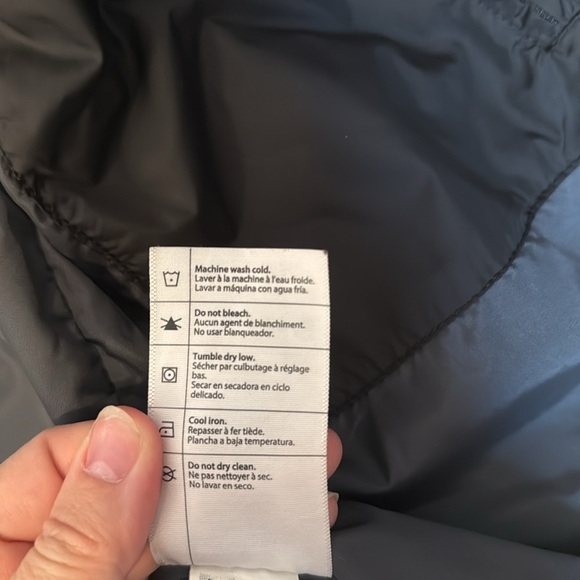 Machine wash cold.
Laver à la machine à l'eau froide.
Lavar a máquina con agua fría.
Do not bleach.
Aucun agent de blanchiment.
No usar blanqueador.
Tumble dry low.
Sécher par culbutage à réglage
bas.
Secar en secadora en ciclo
delicado.
Cool iron.
Repasser à fer tiède.
Plancha a baja temperatura.
Do not dry clean.
Ne pas nettoyer à sec.
No lavar en seco.